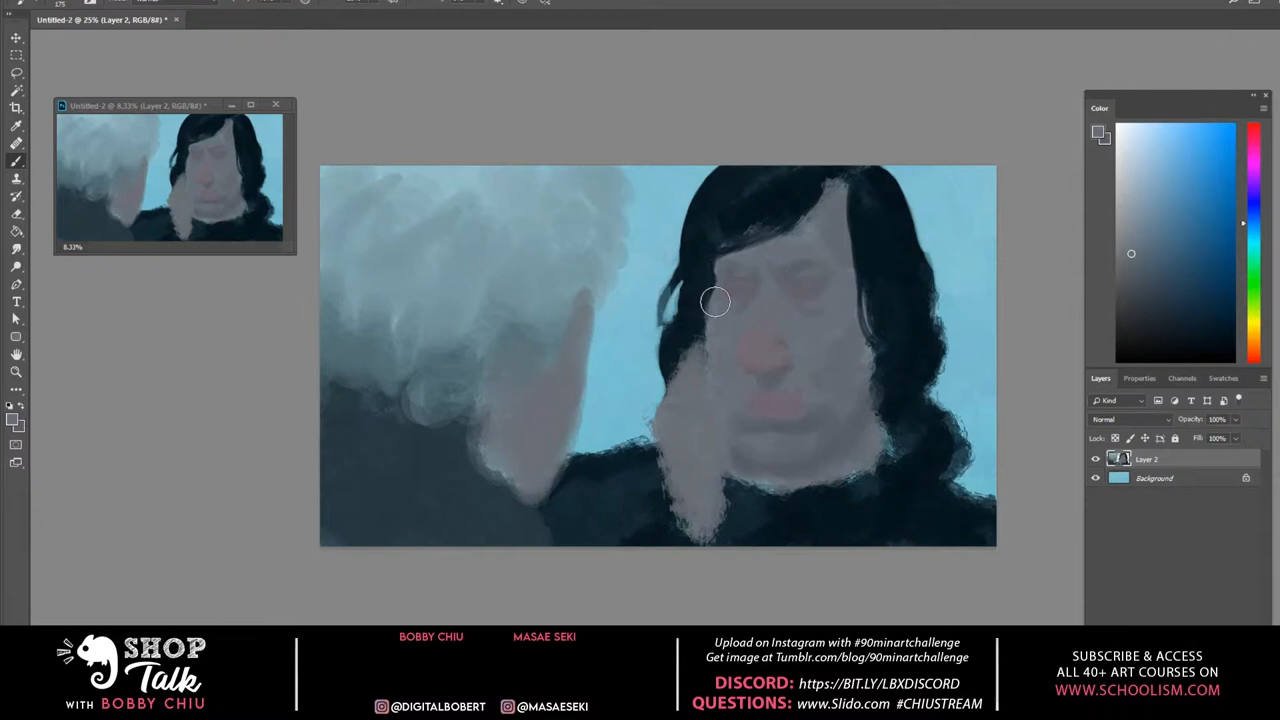 175
Untitled-2 @ 25% (Layer 2, RGB/8#) *
Untitled-2 @ 8.33% (Layer 2, RGB/8#) *
8.33%
Color
Layers
Properties
Channels
Swatches
Kind
Normal
Opacity: 100%
Lock:
Fill: 100%
Layer 2
Background
SHOP
Talk
WITH BOBBY CHIU
BOBBY CHIU
MASAE SEKI
@DIGITALBOBERT
@MASAESEKI
Upload on Instagram with #90minartchallenge
Get image at Tumblr.com/blog/90minartchallenge
DISCORD: https://BIT.LY/LBXDISCORD
QUESTIONS: www.Slido.com #CHIUSTREAM
SUBSCRIBE & ACCESS
ALL 40+ ART COURSES ON
WWW.SCHOOLISM.COM